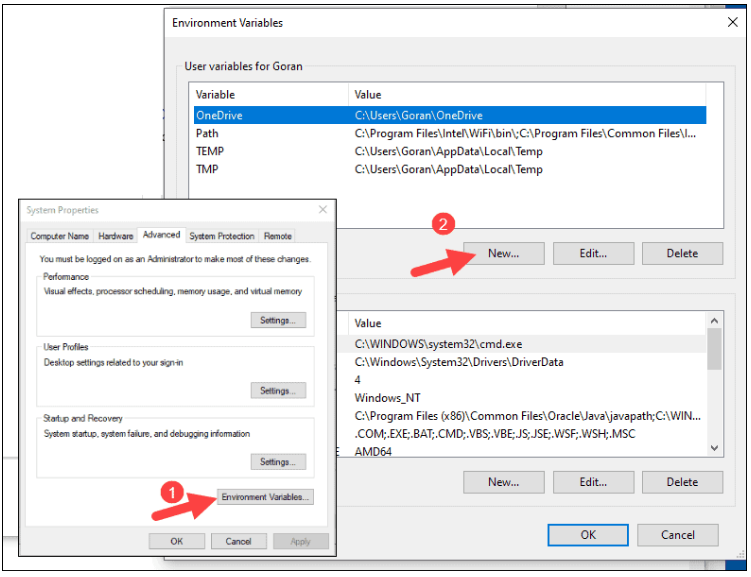 Environment Variables
User variables for Goran
Variable Value
OneDrive C:\Users\Goran\OneDrive
Path C:\Program Files\Intel\WiFi\bin\;C:\Program Files\Common Files\I...
TEMP C:\Users\Goran\AppData\Local\Temp
TMP C:\Users\Goran\AppData\Local\Temp
2
New... Edit... Delete
System Properties
Computer Name Hardware Advanced System Protection Remote
You must be logged on as an Administrator to make most of these changes.
Performance
Visual effects, processor scheduling, memory usage, and virtual memory
Settings...
User Profiles
Desktop settings related to your sign-in
Settings...
Startup and Recovery
System startup, system failure, and debugging information
Settings...
1
Environment Variables...
OK Cancel Apply
Value
C:\WINDOWS\system32\cmd.exe
C:\Windows\System32\Drivers\DriverData
4
Windows_NT
C:\Program Files (x86)\Common Files\Oracle\Java\javapath;C:\WIN...
.COM;.EXE;.BAT;.CMD;.VBS;.VBE;.JS;.JSE;.WSF;.WSH;.MSC
AMD64
New... Edit... Delete
OK Cancel